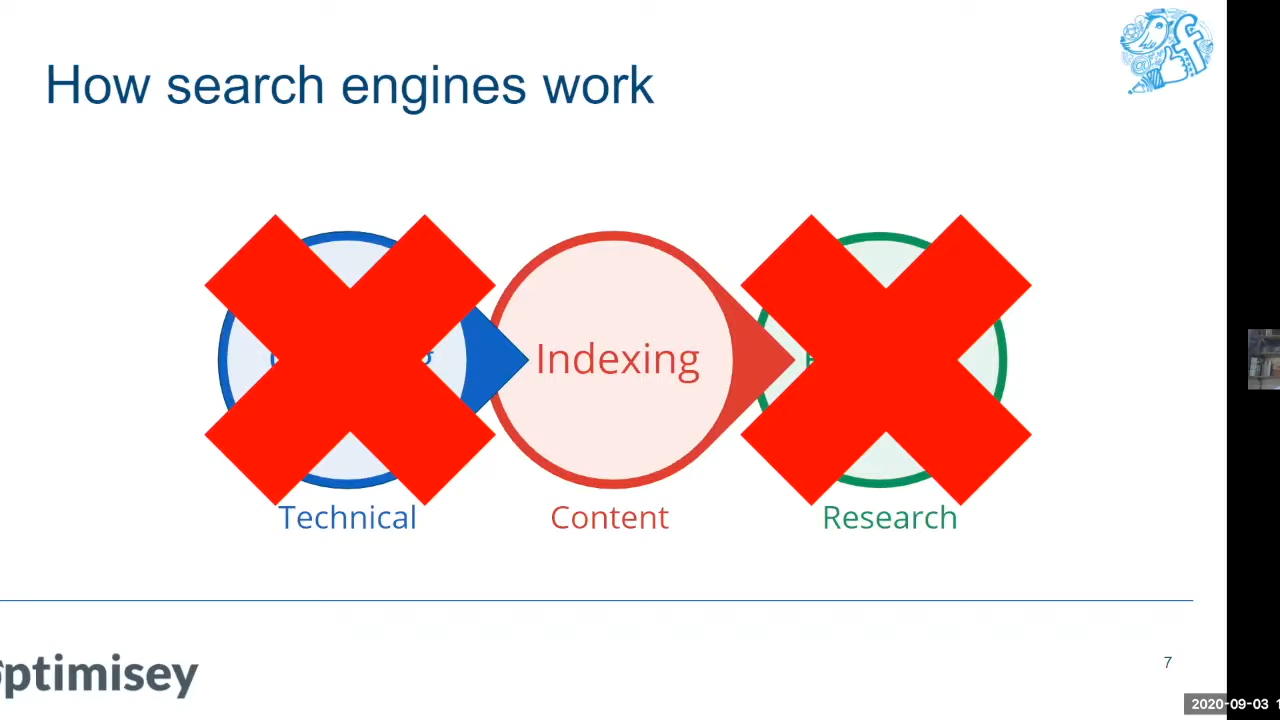 How search engines work
Indexing
Technical
Content
Research
ptimisey
7
2020-09-03